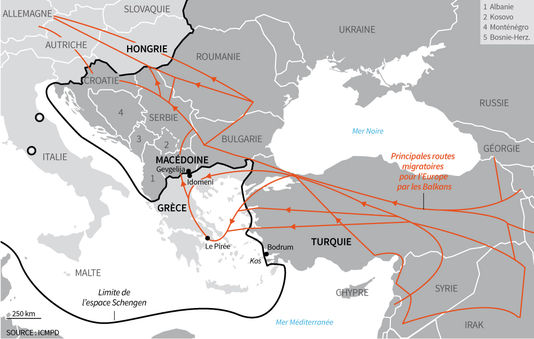 ALLEMAGNE
SLOVAQUIE
1 Albanie
2 Kosovo
4 Monténégro
5 Bosnie-Herz.
UKRAINE
AUTRICHE
HONGRIE
ROUMANIE
CROATIE
RUSSIE
4
SERBIE
Mer Noire
3
2
BULGARIE
GÉORGIE
ITALIE
MACÉDOINE
Gevgelija
Principales routes
migratoires
pour l'Europe
par les Balkans
1
Idomeni
GRÈCE
Le Pirée
Bodrum
TURQUIE
Kos
MALTE
SYRIE
CHYPRE
Limite de
l'espace Schengen
250 km
Mer Méditerranée
IRAK
SOURCE : ICMPD